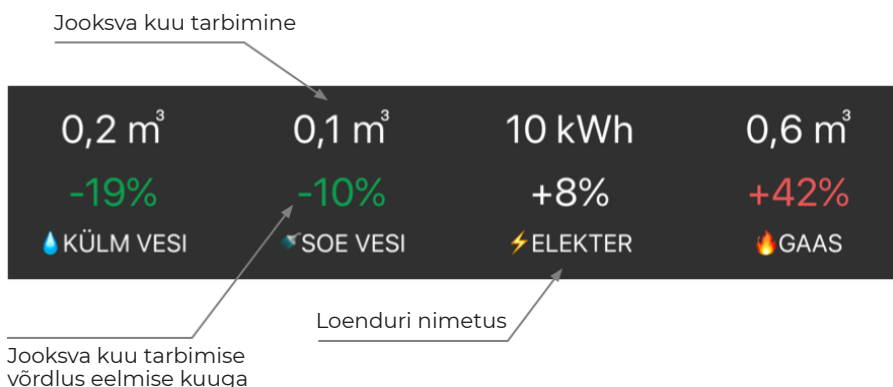 Jooksva kuu tarbimine
0,2 m³ 0,1 m³ 10 kWh 0,6 m³
-19% -10% +8% +42%
💧KÜLM VESI 🚿SOE VESI ⚡ELEKTER 🔥GAAS
Loenduri nimetus
Jooksva kuu tarbimise
võrdlus eelmise kuuga